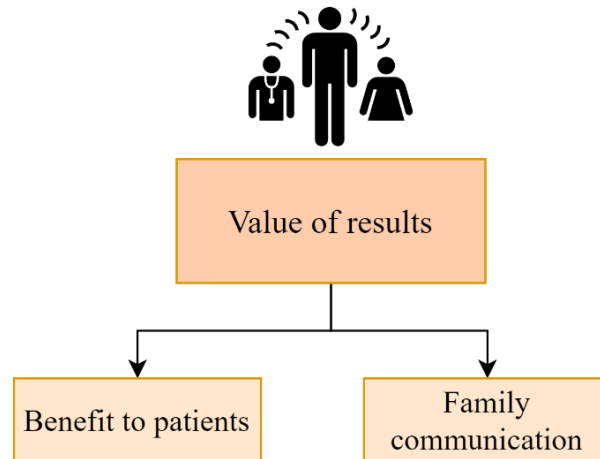 Value of results
Benefit to patients
Family
communication